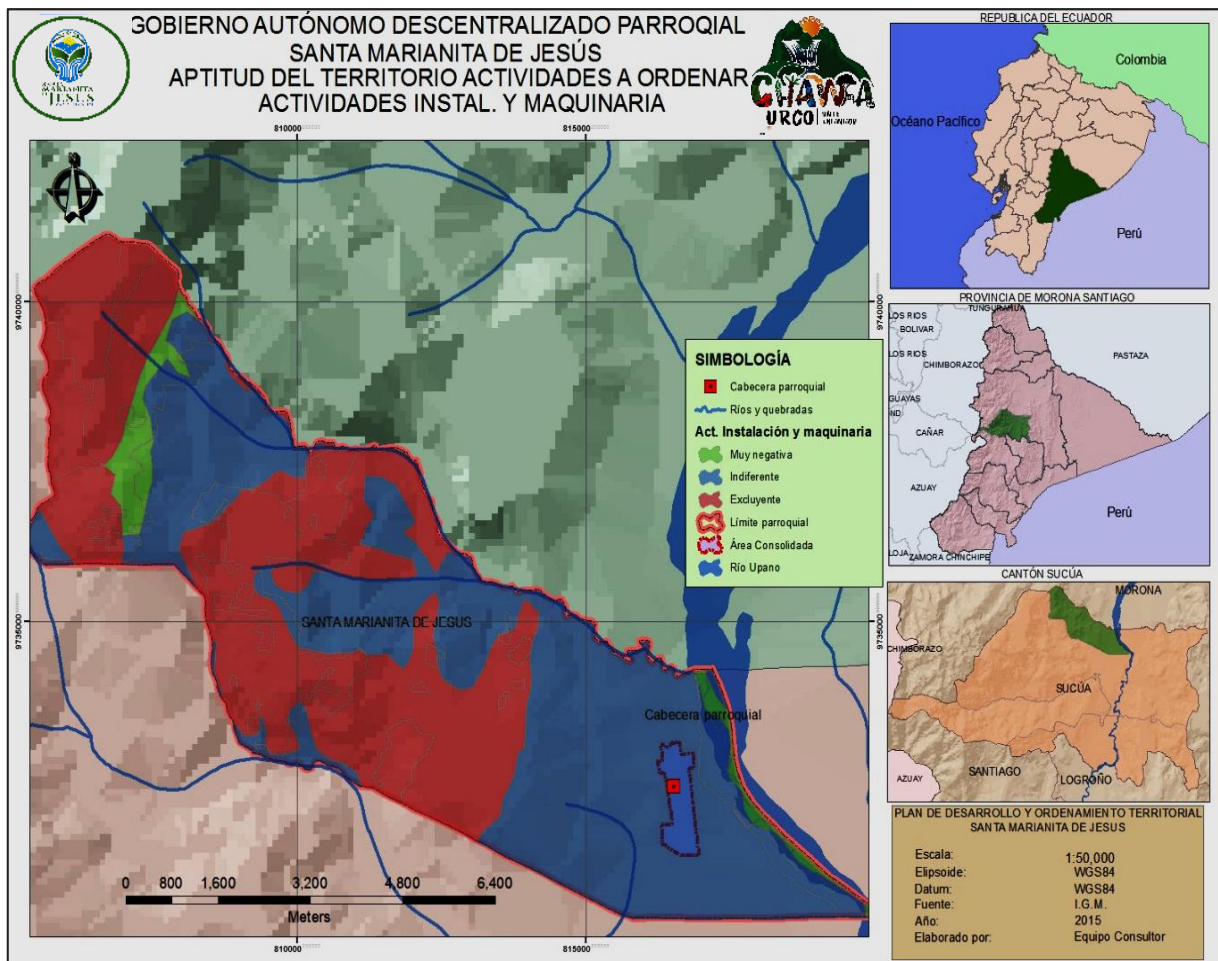 GOBIERNO AUTÓNOMO DESCENTRALIZADO PARROQIAL
SANTA MARIANITA DE JESÚS
APTITUD DEL TERRITORIO ACTIVIDADES A ORDENAR
ACTIVIDADES INSTAL. Y MAQUINARIA
JESUS
URCO
810000
815000
9740000
9740000
9735000
9735000
SANTA MARIANITA DE JESUS
Cabecera parroquial
SIMBOLOGÍA
Cabecera parroquial
Ríos y quebradas
Act. Instalación y maquinaria
Muy negativa
Indiferente
Excluyente
Límite parroquial
Área Consolidada
Río Upano
0 800 1,600 3,200 4,800 6,400
Meters
810000
815000
REPUBLICA DEL ECUADOR
Colombia
Océano Pacífico
Perú
PROVINCIA DE MORONA SANTIAGO
TUNGURAHUA
LOS RIOS
BOLIVAR
PASTAZA
LOS RIOS
CHIMBORAZO
GUAYAS
CAÑAR
AZUAY
Perú
LOJA
ZAMORA CHINCHIPE
CANTÓN SUCÚA
MORONA
CHIMBORAZO
SUCÚA
SANTIAGO
LOGROÑO
AZUAY
PLAN DE DESARROLLO Y ORDENAMIENTO TERRITORIAL
SANTA MARIANITA DE JESUS
Escala: 1:50,000
Elipsoide: WGS84
Datum: WGS84
Fuente: I.G.M.
Año: 2015
Elaborado por: Equipo Consultor